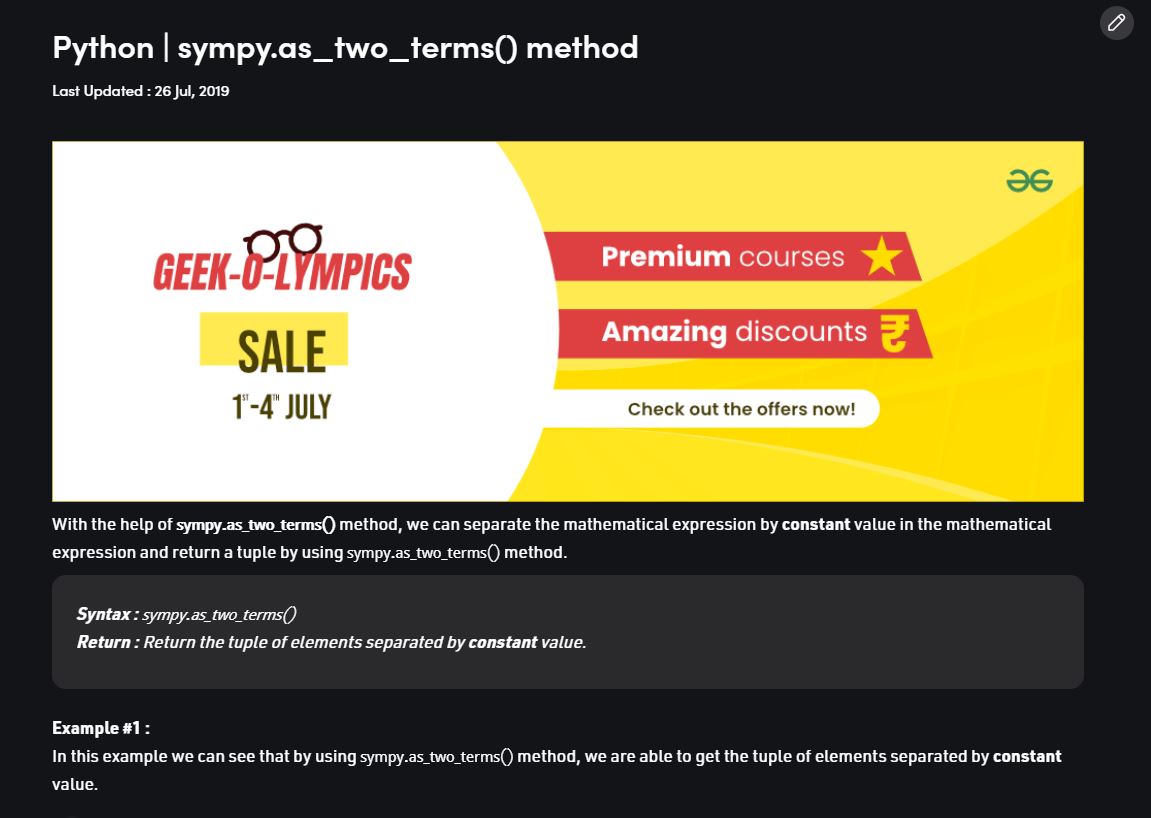 Python | sympy.as_two_terms() method
Last Updated : 26 Jul, 2019
GEEK-O-LYMPICS
SALE
1ST-4TH JULY
Premium courses
Amazing discounts
Check out the offers now!
With the help of sympy.as_two_terms() method, we can separate the mathematical expression by constant value in the mathematical
expression and return a tuple by using sympy.as_two_terms() method.
Syntax : sympy.as_two_terms()
Return : Return the tuple of elements separated by constant value.
Example #1 :
In this example we can see that by using sympy.as_two_terms() method, we are able to get the tuple of elements separated by constant
value.